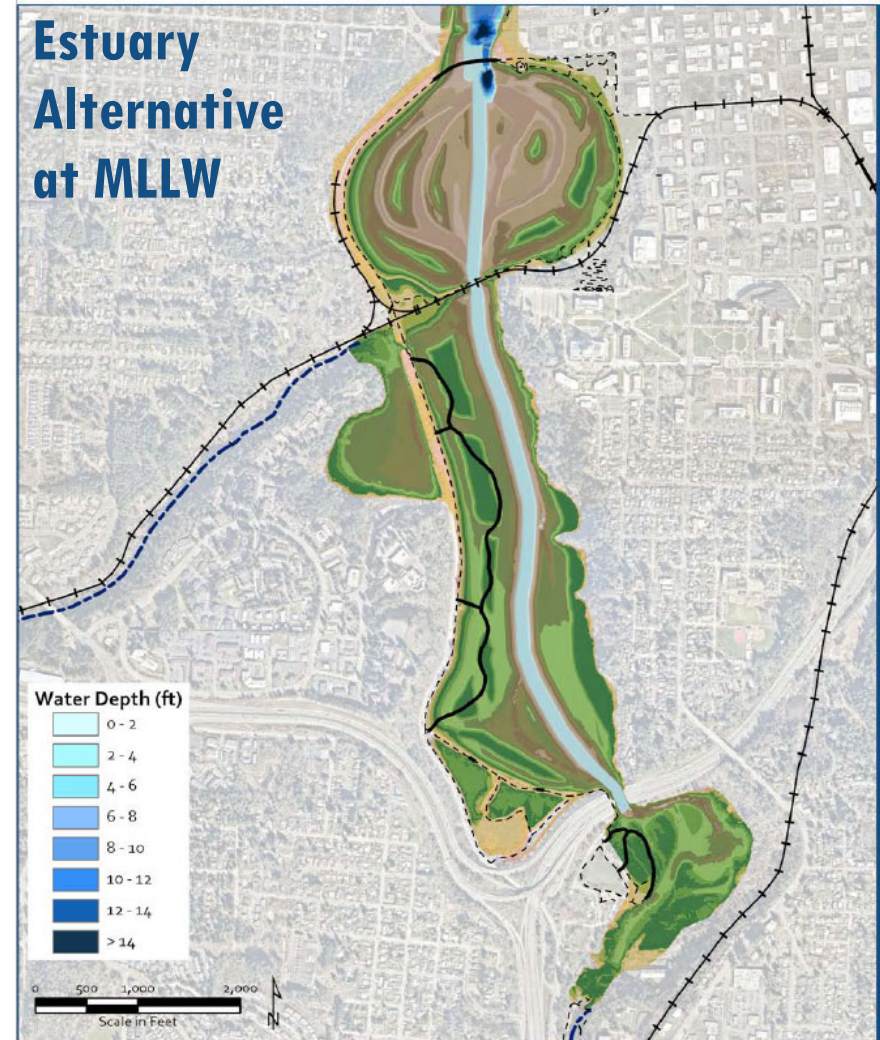 Estuary
Alternative
at MLLW
Water Depth (ft)
0 - 2
2 - 4
4 - 6
6 - 8
8 - 10
10 - 12
12 - 14
> 14
0 500 1,000 2,000
Scale in Feet
N